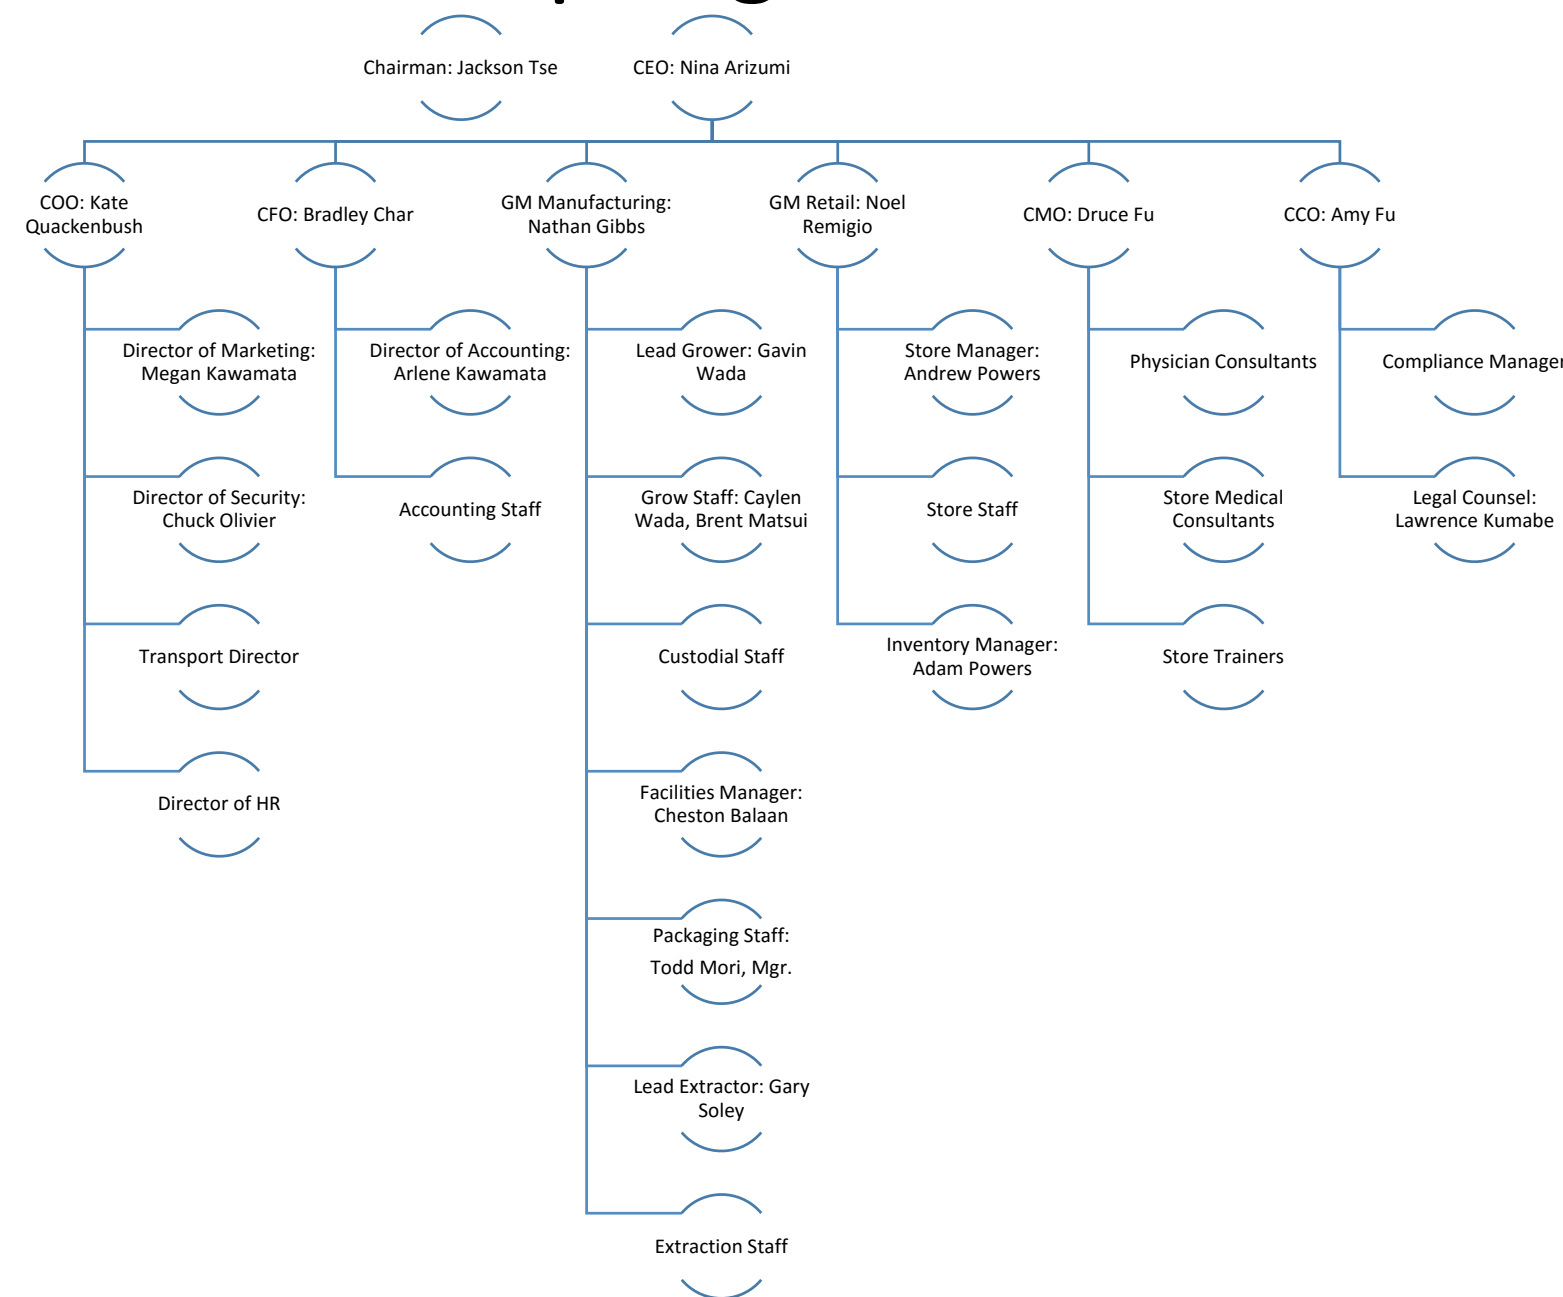 Chairman: Jackson Tse
CEO: Nina Arizumi
COO: Kate
Quackenbush
CFO: Bradley Char
GM Manufacturing:
Nathan Gibbs
GM Retail: Noel
Remigio
CMO: Druce Fu
CCO: Amy Fu
Director of Marketing:
Megan Kawamata
Director of Security:
Chuck Olivier
Transport Director
Director of HR
Director of Accounting:
Arlene Kawamata
Accounting Staff
Lead Grower: Gavin
Wada
Grow Staff: Caylen
Wada, Brent Matsui
Custodial Staff
Facilities Manager:
Cheston Balaan
Packaging Staff:
Todd Mori, Mgr.
Lead Extractor: Gary
Soley
Extraction Staff
Store Manager:
Andrew Powers
Store Staff
Inventory Manager:
Adam Powers
Physician Consultants
Store Medical
Consultants
Store Trainers
Compliance Manager
Legal Counsel:
Lawrence Kumabe